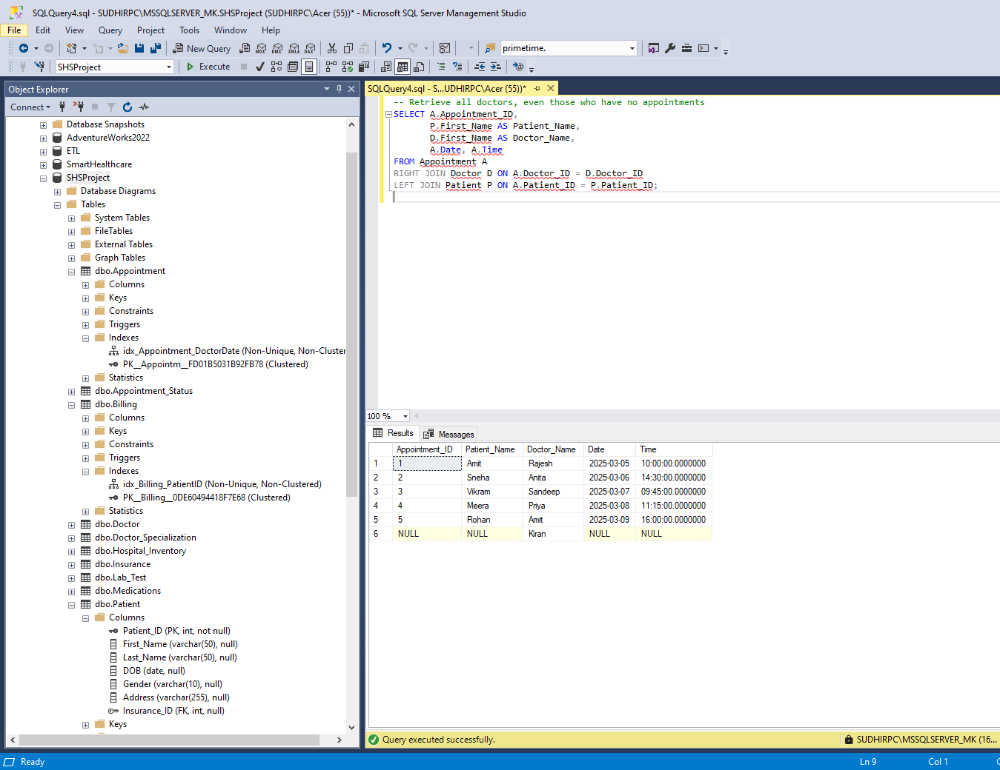 SQLQuery4.sql - SUDHIRPC\MSSQLSERVER_MK.SHSProject (SUDHIRPC\Acer (55))* - Microsoft SQL Server Management Studio
File Edit View Query Project Tools Window Help
New Query MDX DMX XMLA DAX primetime.
SHSProject Execute
Object Explorer
Connect
Database Snapshots
AdventureWorks2022
ETL
SmartHealthcare
SHSProject
Database Diagrams
Tables
System Tables
FileTables
External Tables
Graph Tables
dbo.Appointment
Columns
Keys
Constraints
Triggers
Indexes
idx_Appointment_DoctorDate (Non-Unique, Non-Cluster
PK__Appointm__FD01B5031B92FB78 (Clustered)
Statistics
dbo.Appointment_Status
dbo.Billing
Columns
Keys
Constraints
Triggers
Indexes
idx_Billing_PatientID (Non-Unique, Non-Clustered)
PK__Billing__0DE60494418F7E68 (Clustered)
Statistics
dbo.Doctor
dbo.Doctor_Specialization
dbo.Hospital_Inventory
dbo.Insurance
dbo.Lab_Test
dbo.Medications
dbo.Patient
Columns
Patient_ID (PK, int, not null)
First_Name (varchar(50), null)
Last_Name (varchar(50), null)
DOB (date, null)
Gender (varchar(10), null)
Address (varchar(255), null)
Insurance_ID (FK, int, null)
Keys
SQLQuery4.sql - S...UDHIRPC\Acer (55))*
-- Retrieve all doctors, even those who have no appointments
SELECT A.Appointment_ID,
P.First_Name AS Patient_Name,
D.First_Name AS Doctor_Name,
A.Date, A.Time
FROM Appointment A
RIGHT JOIN Doctor D ON A.Doctor_ID = D.Doctor_ID
LEFT JOIN Patient P ON A.Patient_ID = P.Patient_ID;
100 %
Results Messages
Appointment_ID Patient_Name Doctor_Name Date Time
1 1 Amit Rajesh 2025-03-05 10:00:00.0000000
2 2 Sneha Anita 2025-03-06 14:30:00.0000000
3 3 Vikram Sandeep 2025-03-07 09:45:00.0000000
4 4 Meera Priya 2025-03-08 11:15:00.0000000
5 5 Rohan Amit 2025-03-09 16:00:00.0000000
6 NULL NULL Kiran NULL NULL
Query executed successfully. SUDHIRPC\MSSQLSERVER_MK (16...
Ready Ln 9 Col 1